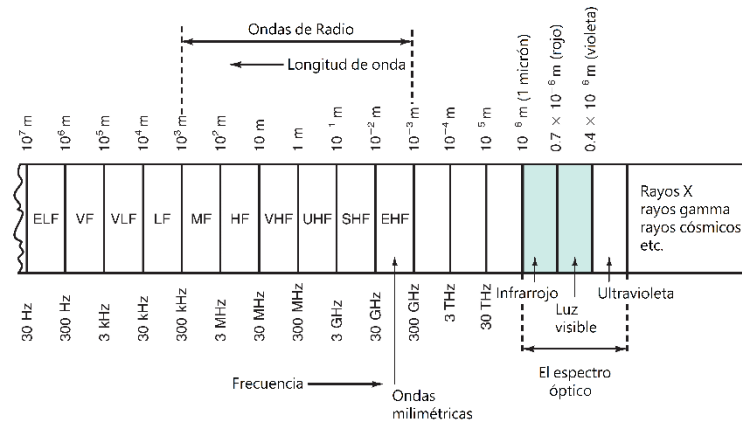 Ondas de Radio
Longitud de onda
10⁷ m
10⁶ m
10⁵ m
10⁴ m
10³ m
10² m
10 m
1 m
10⁻¹ m
10⁻² m
10⁻³ m
10⁻⁴ m
10⁵ m
10⁻⁶ m (1 micrón)
0.7 × 10⁻⁶ m (rojo)
0.4 × 10⁻⁶ m (violeta)
ELF
VF
VLF
LF
MF
HF
VHF
UHF
SHF
EHF
Rayos X
rayos gamma
rayos cósmicos
etc.
30 Hz
300 Hz
3 kHz
30 kHz
300 kHz
3 MHz
30 MHz
300 MHz
3 GHz
30 GHz
300 GHz
3 THz
30 THz
Infrarrojo
Luz
visible
Ultravioleta
El espectro
óptico
Frecuencia
Ondas
milimétricas